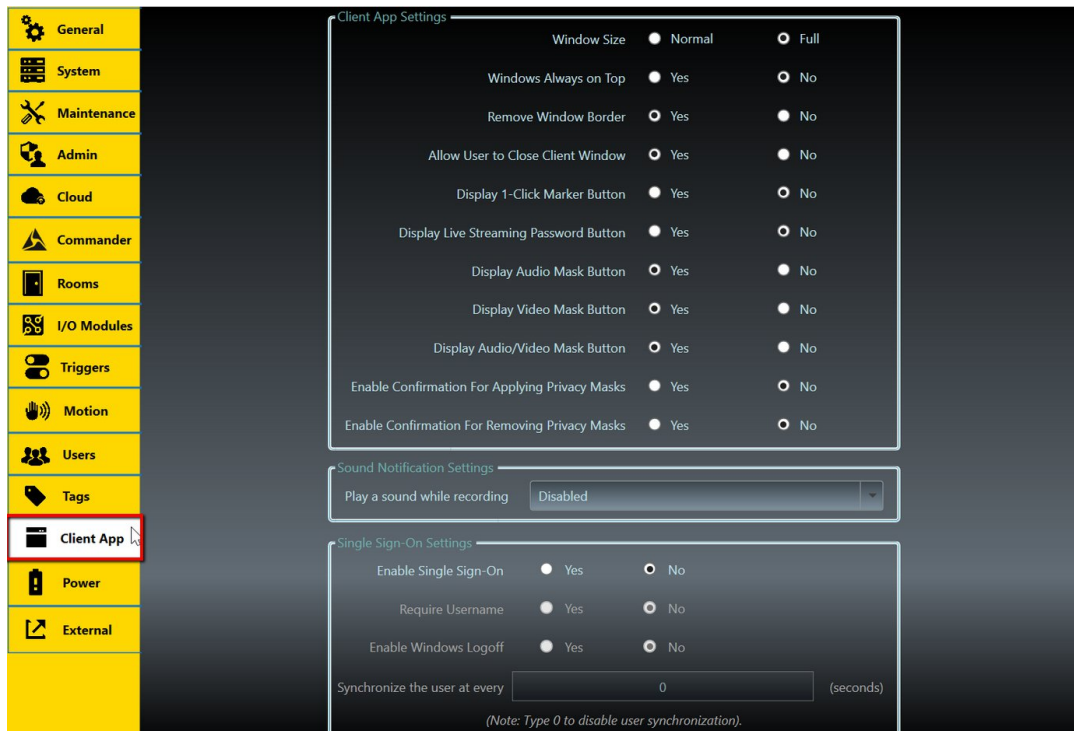 General
System
Maintenance
Admin
Cloud
Commander
Rooms
I/O Modules
Triggers
Motion
Users
Tags
Client App
Power
External
Client App Settings
Window Size Normal Full
Windows Always on Top Yes No
Remove Window Border Yes No
Allow User to Close Client Window Yes No
Display 1-Click Marker Button Yes No
Display Live Streaming Password Button Yes No
Display Audio Mask Button Yes No
Display Video Mask Button Yes No
Display Audio/Video Mask Button Yes No
Enable Confirmation For Applying Privacy Masks Yes No
Enable Confirmation For Removing Privacy Masks Yes No
Sound Notification Settings
Play a sound while recording Disabled
Single Sign-On Settings
Enable Single Sign-On Yes No
Require Username Yes No
Enable Windows Logoff Yes No
Synchronize the user at every 0 (seconds)
(Note: Type 0 to disable user synchronization).